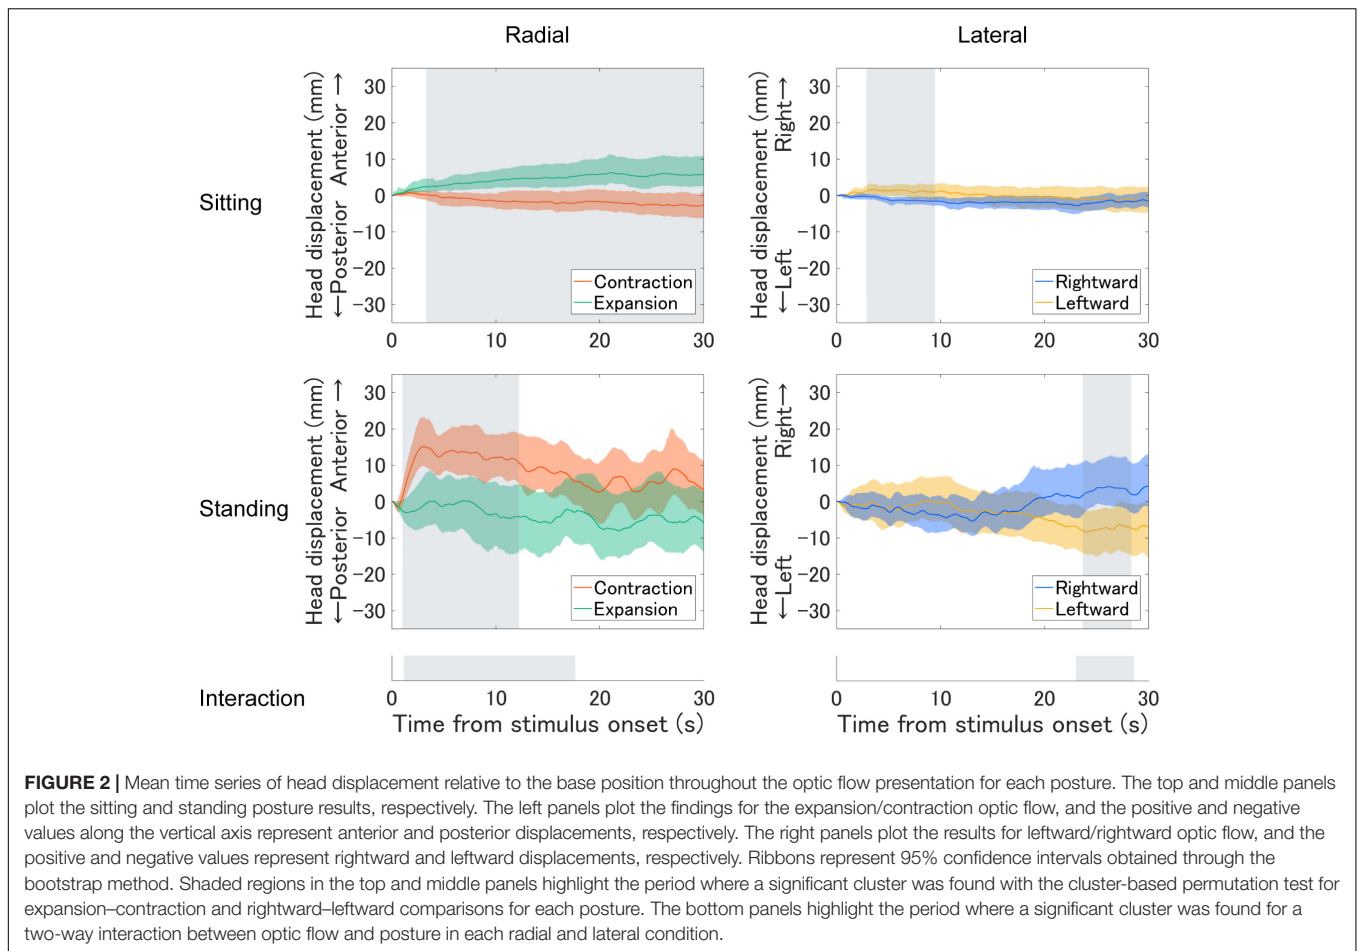 Radial
Lateral
Sitting
Head displacement (mm)
←Posterior Anterior →
30
20
10
0
−10
−20
−30
Contraction
Expansion
0
10
20
30
Head displacement (mm)
←Left Right→
30
20
10
0
−10
−20
−30
Rightward
Leftward
0
10
20
30
Standing
Head displacement (mm)
←Posterior Anterior →
30
20
10
0
−10
−20
−30
Contraction
Expansion
Head displacement (mm)
←Left Right→
30
20
10
0
−10
−20
−30
Rightward
Leftward
Interaction
0
10
20
30
Time from stimulus onset (s)
0
10
20
30
Time from stimulus onset (s)
FIGURE 2 | Mean time series of head displacement relative to the base position throughout the optic flow presentation for each posture. The top and middle panels
plot the sitting and standing posture results, respectively. The left panels plot the findings for the expansion/contraction optic flow, and the positive and negative
values along the vertical axis represent anterior and posterior displacements, respectively. The right panels plot the results for leftward/rightward optic flow, and the
positive and negative values represent rightward and leftward displacements, respectively. Ribbons represent 95% confidence intervals obtained through the
bootstrap method. Shaded regions in the top and middle panels highlight the period where a significant cluster was found with the cluster-based permutation test for
expansion–contraction and rightward–leftward comparisons for each posture. The bottom panels highlight the period where a significant cluster was found for a
two-way interaction between optic flow and posture in each radial and lateral condition.